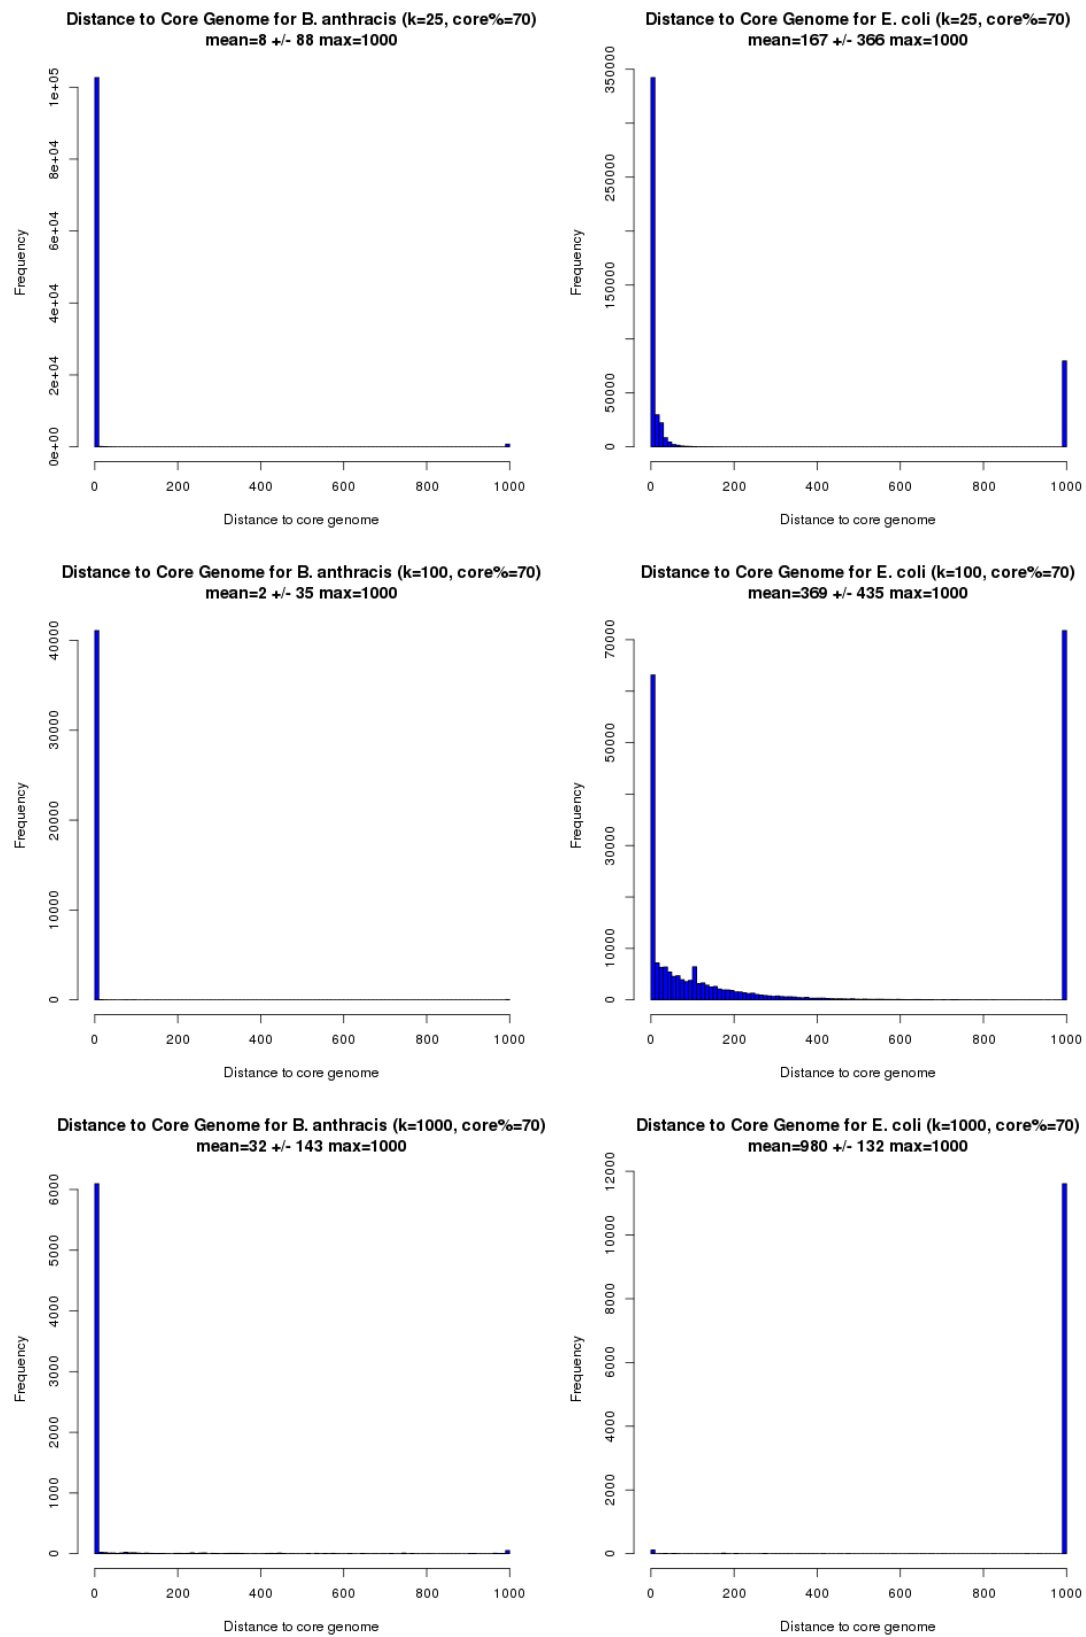 Distance to Core Genome for B. anthracis (k=25, core%=70)
mean=8 +/- 88 max=1000
Frequency
0e+00 2e+04 4e+04 6e+04 8e+04 1e+05
0 200 400 600 800 1000
Distance to core genome
Distance to Core Genome for E. coli (k=25, core%=70)
mean=167 +/- 366 max=1000
Frequency
0 50000 150000 250000 350000
0 200 400 600 800 1000
Distance to core genome
Distance to Core Genome for B. anthracis (k=100, core%=70)
mean=2 +/- 35 max=1000
Frequency
0 10000 20000 30000 40000
0 200 400 600 800 1000
Distance to core genome
Distance to Core Genome for E. coli (k=100, core%=70)
mean=369 +/- 435 max=1000
Frequency
0 10000 30000 50000 70000
0 200 400 600 800 1000
Distance to core genome
Distance to Core Genome for B. anthracis (k=1000, core%=70)
mean=32 +/- 143 max=1000
Frequency
0 1000 2000 3000 4000 5000 6000
0 200 400 600 800 1000
Distance to core genome
Distance to Core Genome for E. coli (k=1000, core%=70)
mean=980 +/- 132 max=1000
Frequency
0 2000 4000 6000 8000 10000 12000
0 200 400 600 800 1000
Distance to core genome